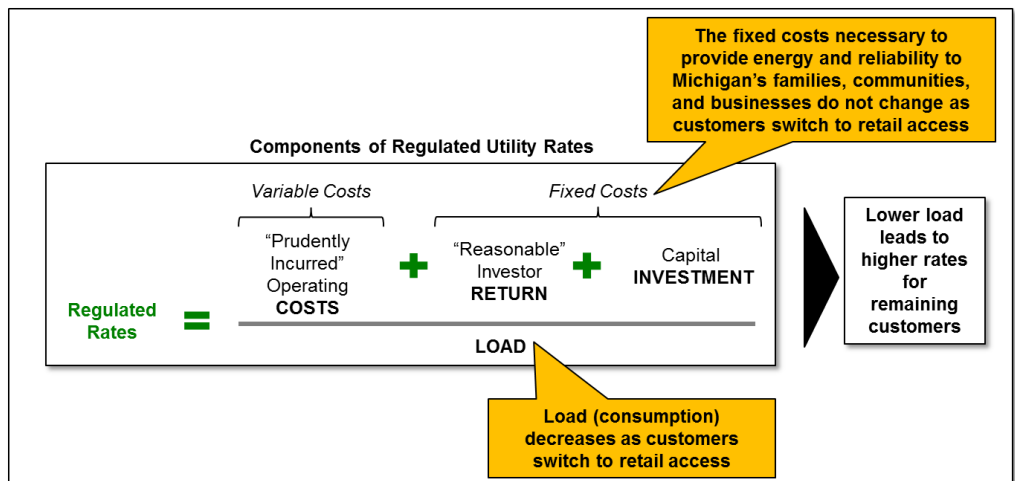 The fixed costs necessary to
provide energy and reliability to
Michigan’s families, communities,
and businesses do not change as
customers switch to retail access
Components of Regulated Utility Rates
Variable Costs
Fixed Costs
“Prudently
Incurred”
Operating
COSTS
+
“Reasonable”
Investor
RETURN
+
Capital
INVESTMENT
Regulated
Rates
=
LOAD
Lower load
leads to
higher rates
for
remaining
customers
Load (consumption)
decreases as customers
switch to retail access